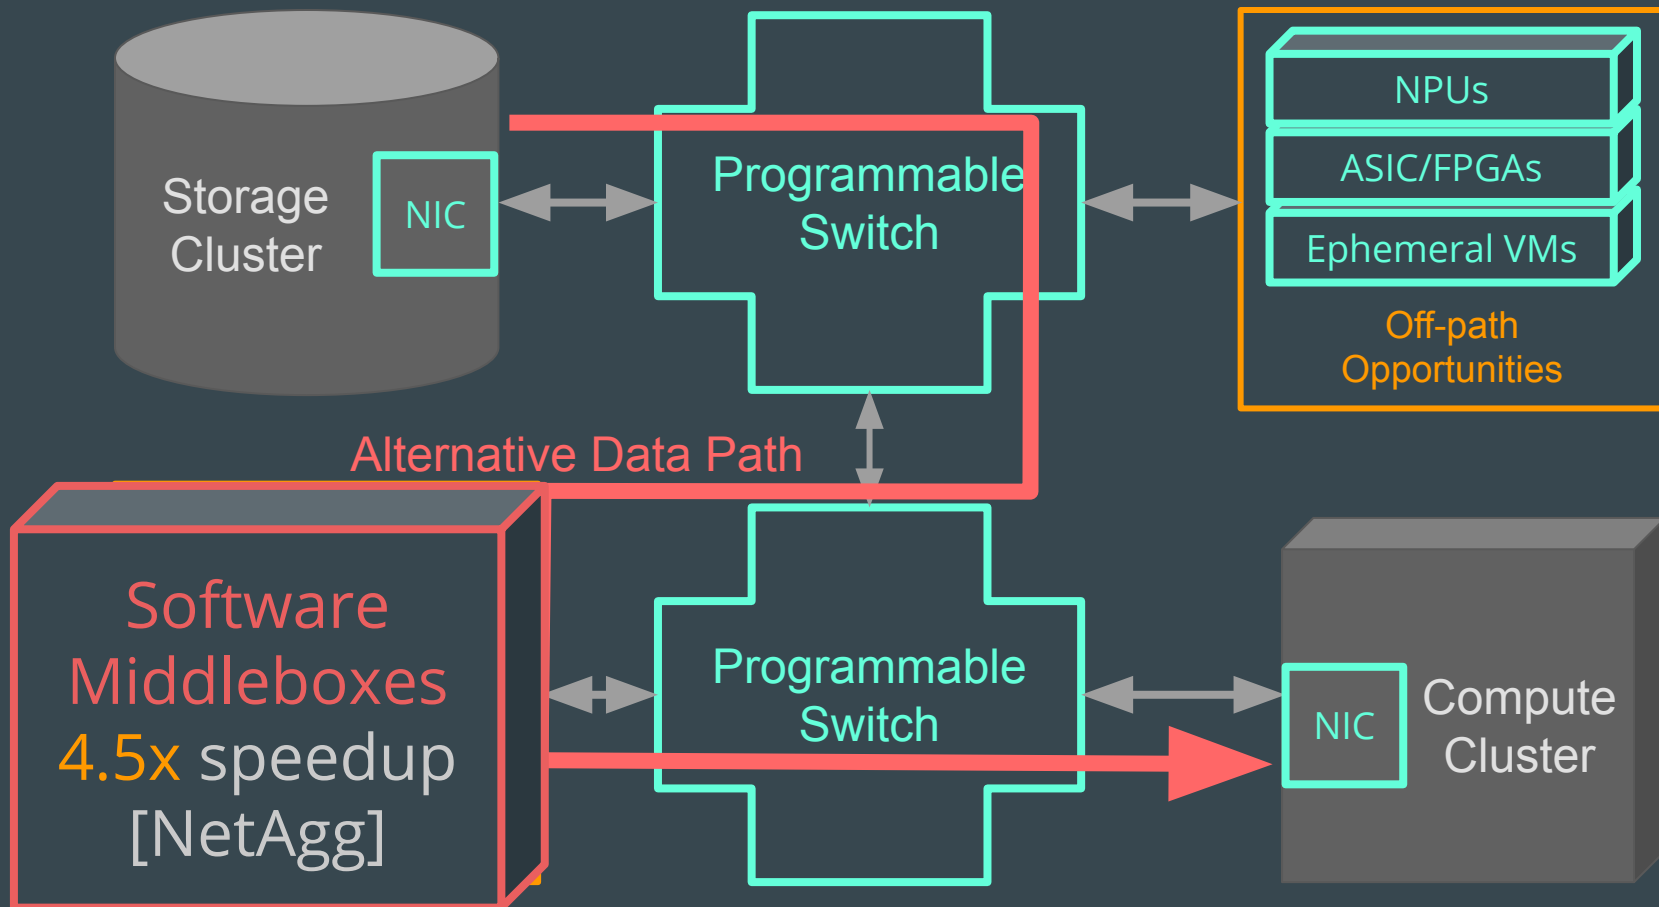 Storage
Cluster
NIC
Programmable
Switch
NPUs
ASIC/FPGAs
Ephemeral VMs
Off-path
Opportunities
Alternative Data Path
Software
Middleboxes
4.5x speedup
[NetAgg]
Programmable
Switch
NIC
Compute
Cluster